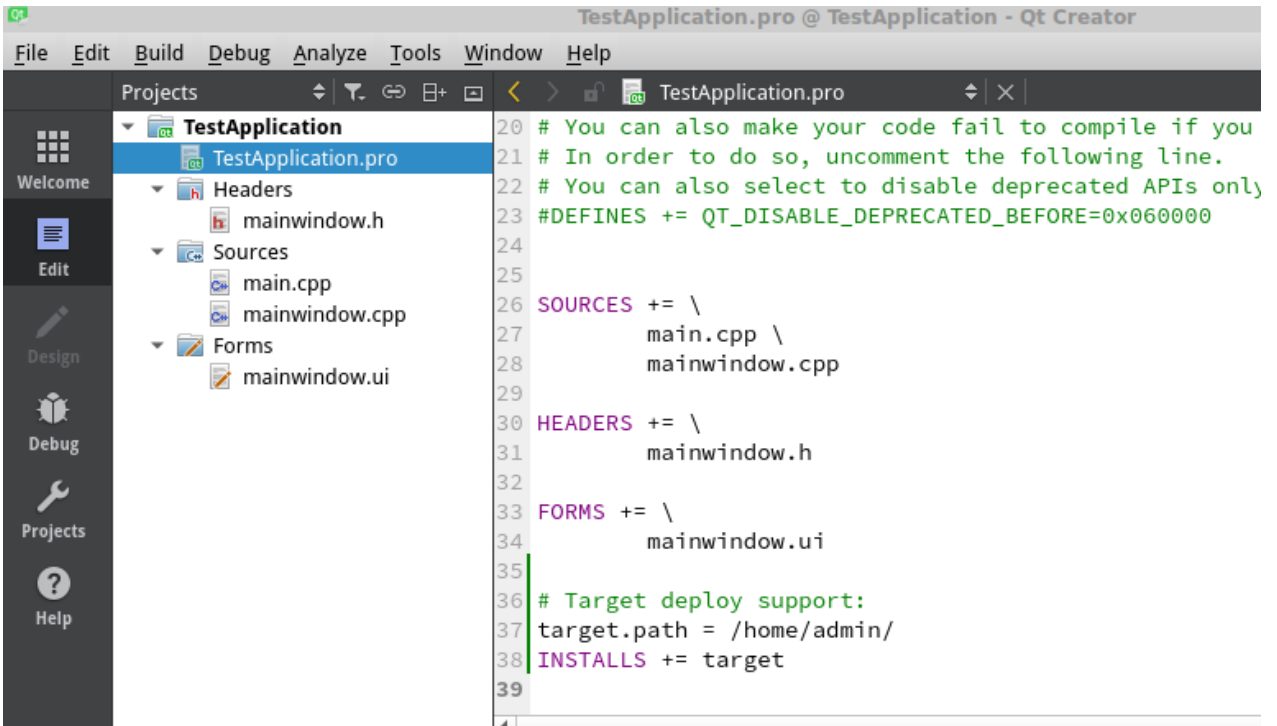 TestApplication.pro @ TestApplication - Qt Creator
File Edit Build Debug Analyze Tools Window Help
Projects
TestApplication.pro
Welcome
Edit
Design
Debug
Projects
Help
TestApplication
TestApplication.pro
Headers
mainwindow.h
Sources
main.cpp
mainwindow.cpp
Forms
mainwindow.ui
20 # You can also make your code fail to compile if you
21 # In order to do so, uncomment the following line.
22 # You can also select to disable deprecated APIs only
23 #DEFINES += QT_DISABLE_DEPRECATED_BEFORE=0x060000
24
25
26 SOURCES += \
27 main.cpp \
28 mainwindow.cpp
29
30 HEADERS += \
31 mainwindow.h
32
33 FORMS += \
34 mainwindow.ui
35
36 # Target deploy support:
37 target.path = /home/admin/
38 INSTALLS += target
39